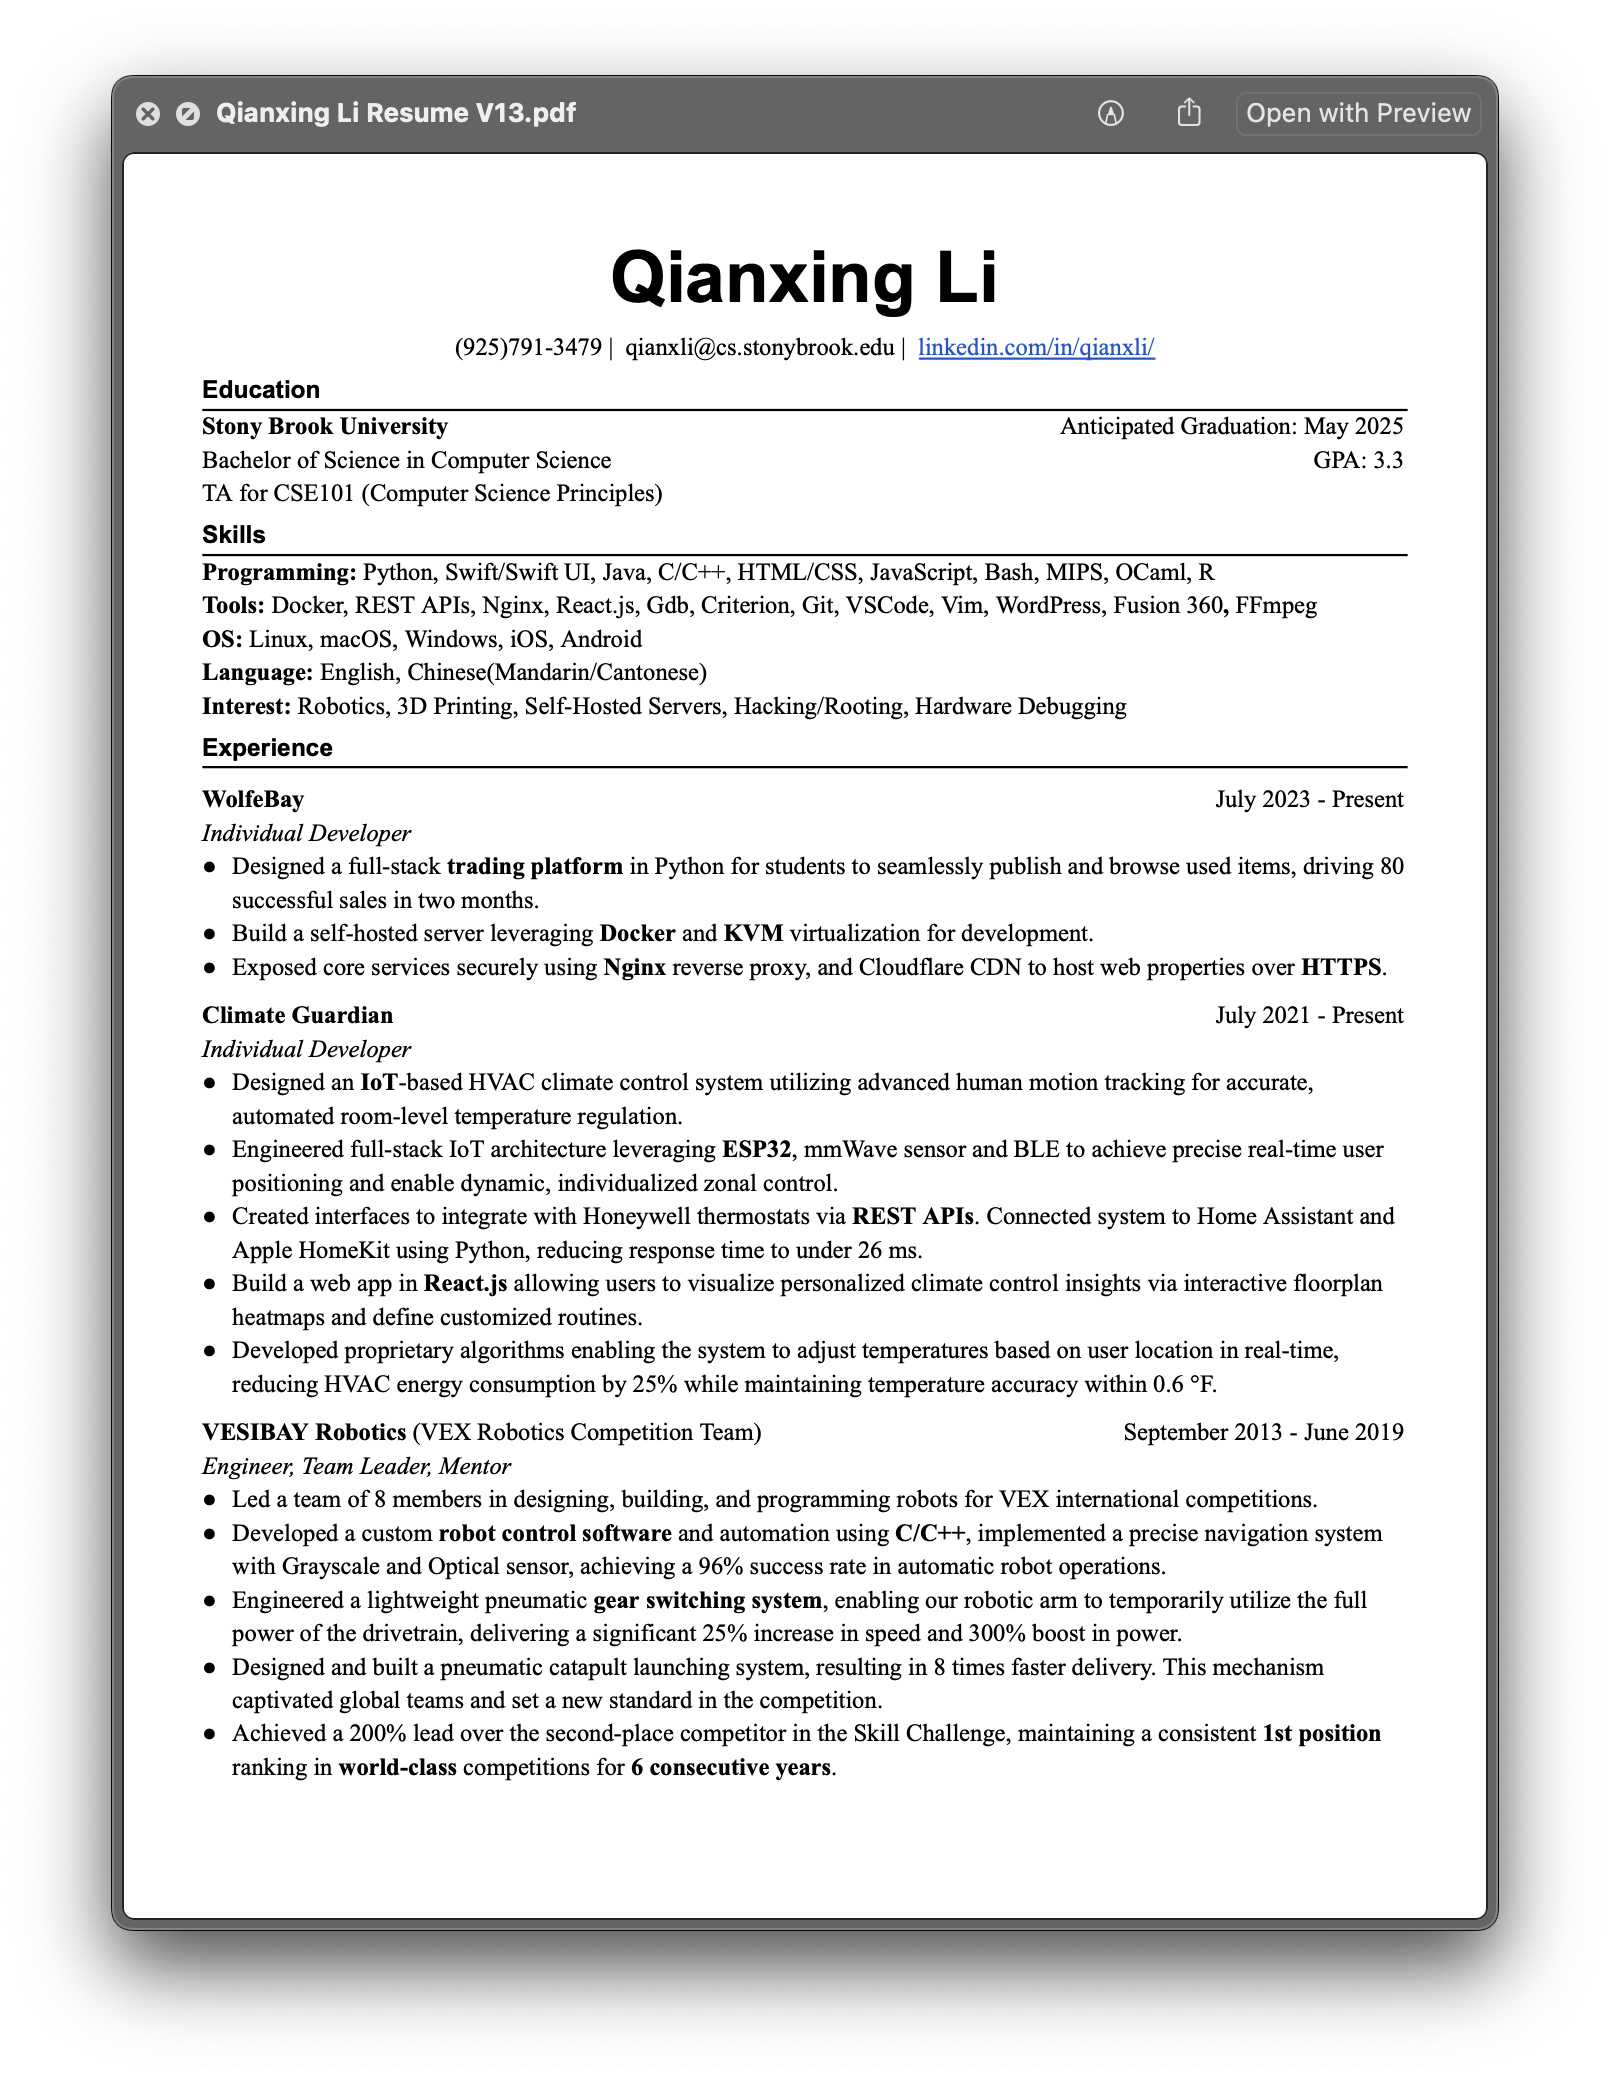 Qianxing Li Resume V13.pdf
Open with Preview
Qianxing Li
(925)791-3479 | qianxli@cs.stonybrook.edu | linkedin.com/in/qianxli/
Education
Stony Brook University Anticipated Graduation: May 2025
Bachelor of Science in Computer Science GPA: 3.3
TA for CSE101 (Computer Science Principles)
Skills
Programming: Python, Swift/Swift UI, Java, C/C++, HTML/CSS, JavaScript, Bash, MIPS, OCaml, R
Tools: Docker, REST APIs, Nginx, React.js, Gdb, Criterion, Git, VSCode, Vim, WordPress, Fusion 360, FFmpeg
OS: Linux, macOS, Windows, iOS, Android
Language: English, Chinese(Mandarin/Cantonese)
Interest: Robotics, 3D Printing, Self-Hosted Servers, Hacking/Rooting, Hardware Debugging
Experience
WolfeBay July 2023 - Present
Individual Developer
● Designed a full-stack trading platform in Python for students to seamlessly publish and browse used items, driving 80
successful sales in two months.
● Build a self-hosted server leveraging Docker and KVM virtualization for development.
● Exposed core services securely using Nginx reverse proxy, and Cloudflare CDN to host web properties over HTTPS.
Climate Guardian July 2021 - Present
Individual Developer
● Designed an IoT-based HVAC climate control system utilizing advanced human motion tracking for accurate,
automated room-level temperature regulation.
● Engineered full-stack IoT architecture leveraging ESP32, mmWave sensor and BLE to achieve precise real-time user
positioning and enable dynamic, individualized zonal control.
● Created interfaces to integrate with Honeywell thermostats via REST APIs. Connected system to Home Assistant and
Apple HomeKit using Python, reducing response time to under 26 ms.
● Build a web app in React.js allowing users to visualize personalized climate control insights via interactive floorplan
heatmaps and define customized routines.
● Developed proprietary algorithms enabling the system to adjust temperatures based on user location in real-time,
reducing HVAC energy consumption by 25% while maintaining temperature accuracy within 0.6 °F.
VESIBAY Robotics (VEX Robotics Competition Team) September 2013 - June 2019
Engineer, Team Leader, Mentor
● Led a team of 8 members in designing, building, and programming robots for VEX international competitions.
● Developed a custom robot control software and automation using C/C++, implemented a precise navigation system
with Grayscale and Optical sensor, achieving a 96% success rate in automatic robot operations.
● Engineered a lightweight pneumatic gear switching system, enabling our robotic arm to temporarily utilize the full
power of the drivetrain, delivering a significant 25% increase in speed and 300% boost in power.
● Designed and built a pneumatic catapult launching system, resulting in 8 times faster delivery. This mechanism
captivated global teams and set a new standard in the competition.
● Achieved a 200% lead over the second-place competitor in the Skill Challenge, maintaining a consistent 1st position
ranking in world-class competitions for 6 consecutive years.